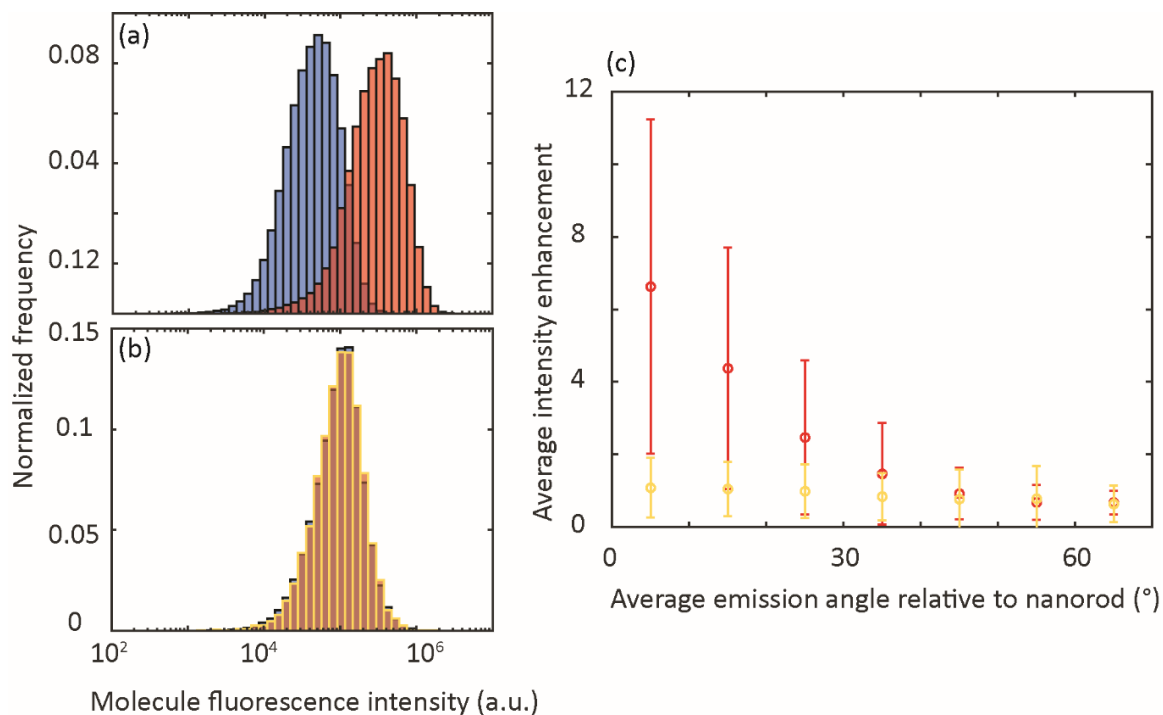 (a)
0.08
0.04
0.12
Normalized frequency
(b)
0.15
0.1
0.05
0
10² 10⁴ 10⁶
Molecule fluorescence intensity (a.u.)
(c)
12
8
4
0
Average intensity enhancement
0 30 60
Average emission angle relative to nanorod (°)